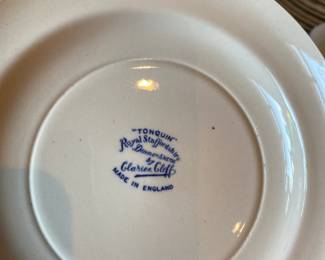 "TONQUIN"
Royal Staffordshire
Dinnerware
by
Clarice Cliff
MADE IN ENGLAND